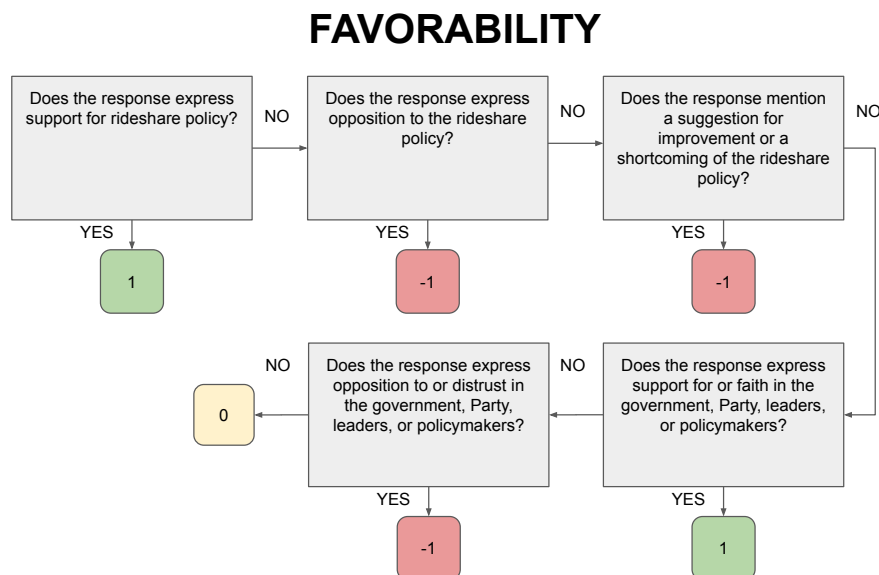 FAVORABILITY
Does the response express
support for rideshare policy?
NO
Does the response express
opposition to the rideshare
policy?
NO
Does the response mention
a suggestion for
improvement or a
shortcoming of the rideshare
policy?
NO
YES
1
YES
-1
YES
-1
Does the response express
support for or faith in the
government, Party, leaders,
or policymakers?
NO
Does the response express
opposition to or distrust in
the government, Party,
leaders, or policymakers?
NO
0
YES
-1
YES
1